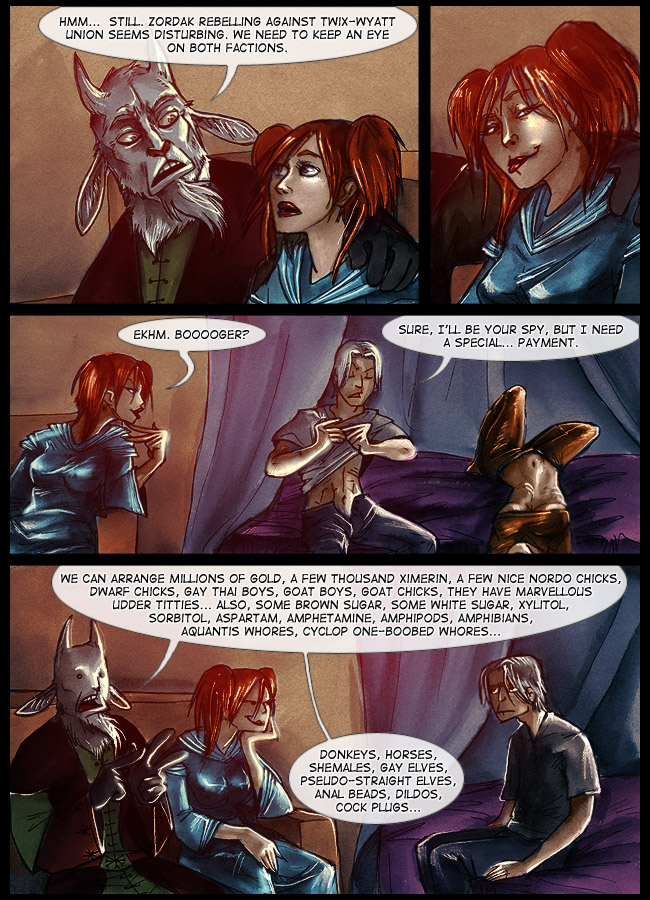 HMM... STILL. ZORDAK REBELLING AGAINST TWIX-WYATT
UNION SEEMS DISTURBING. WE NEED TO KEEP AN EYE
ON BOTH FACTIONS.
EKHM. BOOOOGER?
SURE, I'LL BE YOUR SPY, BUT I NEED
A SPECIAL... PAYMENT.
WE CAN ARRANGE MILLIONS OF GOLD, A FEW THOUSAND XIMERIN, A FEW NICE NORDO CHICKS,
DWARF CHICKS, GAY THAI BOYS, GOAT BOYS, GOAT CHICKS, THEY HAVE MARVELLOUS
UDDER TITTIES... ALSO, SOME BROWN SUGAR, SOME WHITE SUGAR, XYLITOL,
SORBITOL, ASPARTAM, AMPHETAMINE, AMPHIPODS, AMPHIBIANS,
AQUANTIS WHORES, CYCLOP ONE-BOOBED WHORES...
DONKEYS, HORSES,
SHEMALES, GAY ELVES,
PSEUDO-STRAIGHT ELVES,
ANAL BEADS, DILDOS,
COCK PLUGS...